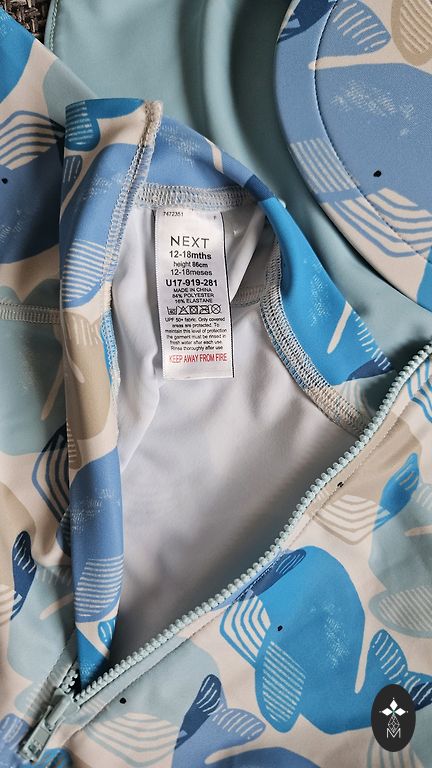 7472351
NEXT
12-18mths
height 86cm
12-18meses
U17-919-281
MADE IN CHINA
84% POLYESTER
16% ELASTANE
UPF 50+ fabric. Only covered
areas are protected. To
maintain this level of protection
the garment must be rinsed in
fresh water after each use.
Rinse thoroughly after use
KEEP AWAY FROM FIRE